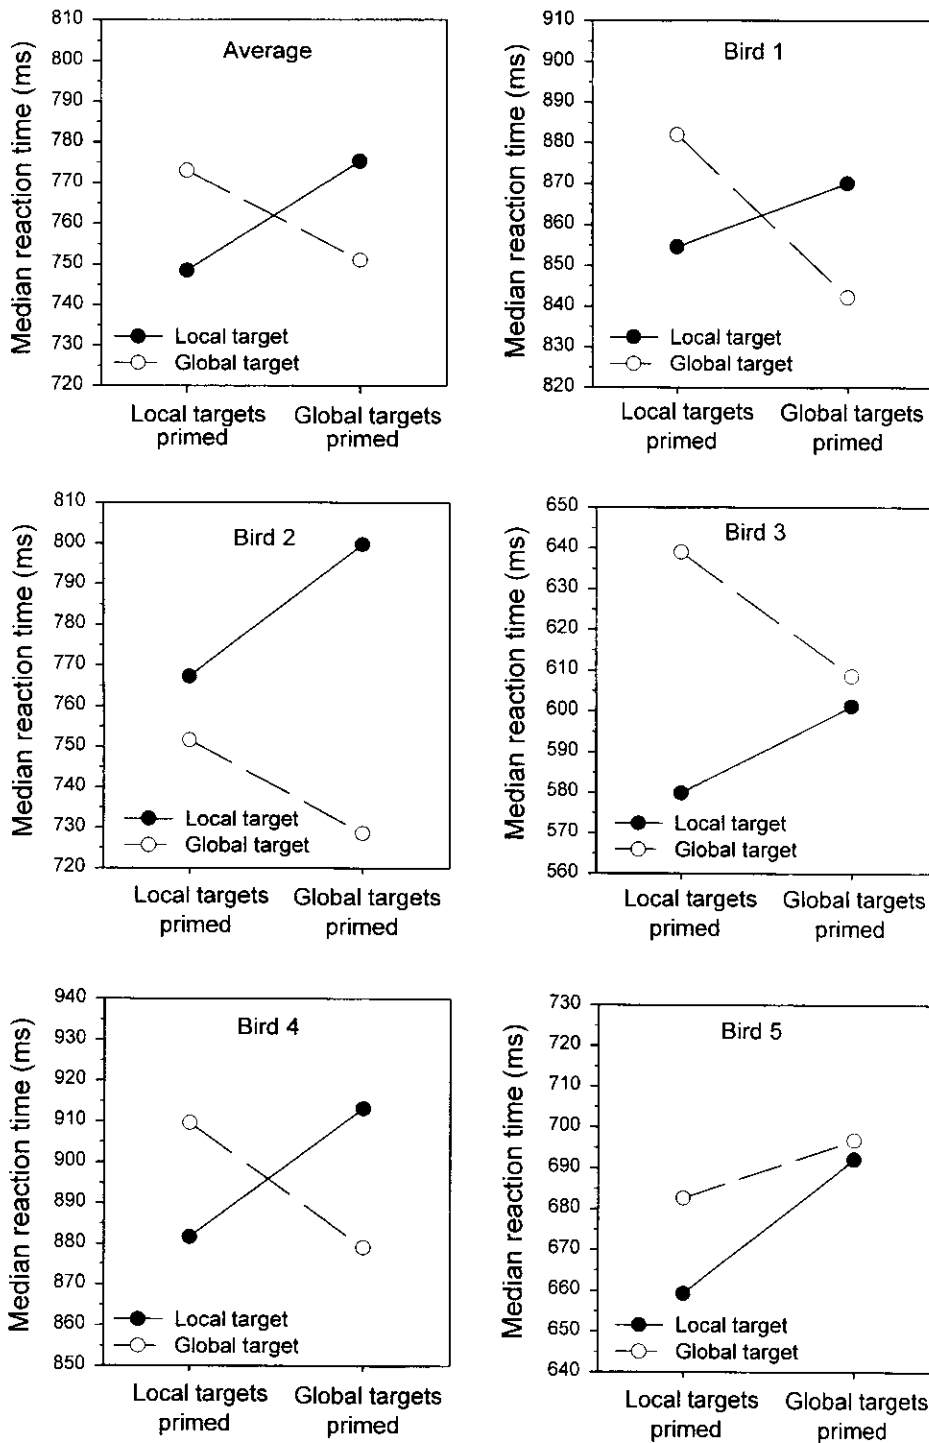 Average
Median reaction time (ms)
810
800
790
780
770
760
750
740
730
720
Local target
Global target
Local targets
primed
Global targets
primed
Bird 1
Median reaction time (ms)
910
900
890
880
870
860
850
840
830
820
Local target
Global target
Local targets
primed
Global targets
primed
Bird 2
Median reaction time (ms)
810
800
790
780
770
760
750
740
730
720
Local target
Global target
Local targets
primed
Global targets
primed
Bird 3
Median reaction time (ms)
650
640
630
620
610
600
590
580
570
560
Local target
Global target
Local targets
primed
Global targets
primed
Bird 4
Median reaction time (ms)
940
930
920
910
900
890
880
870
860
850
Local target
Global target
Local targets
primed
Global targets
primed
Bird 5
Median reaction time (ms)
730
720
710
700
690
680
670
660
650
640
Local target
Global target
Local targets
primed
Global targets
primed